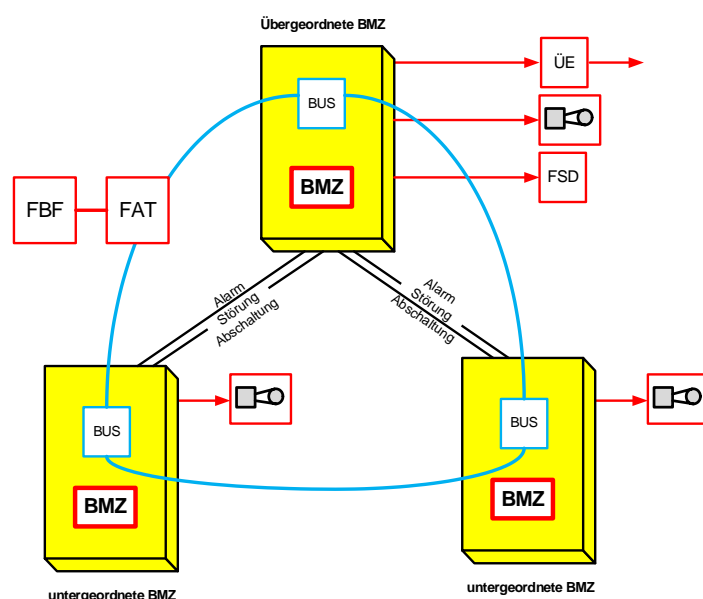 Übergeordnete BMZ
BUS
ÜE
BMZ
FSD
FBF
FAT
Alarm
Störung
Abschaltung
Alarm
Störung
Abschaltung
BUS
BMZ
BUS
BMZ
untergeordnete BMZ
untergeordnete BMZ